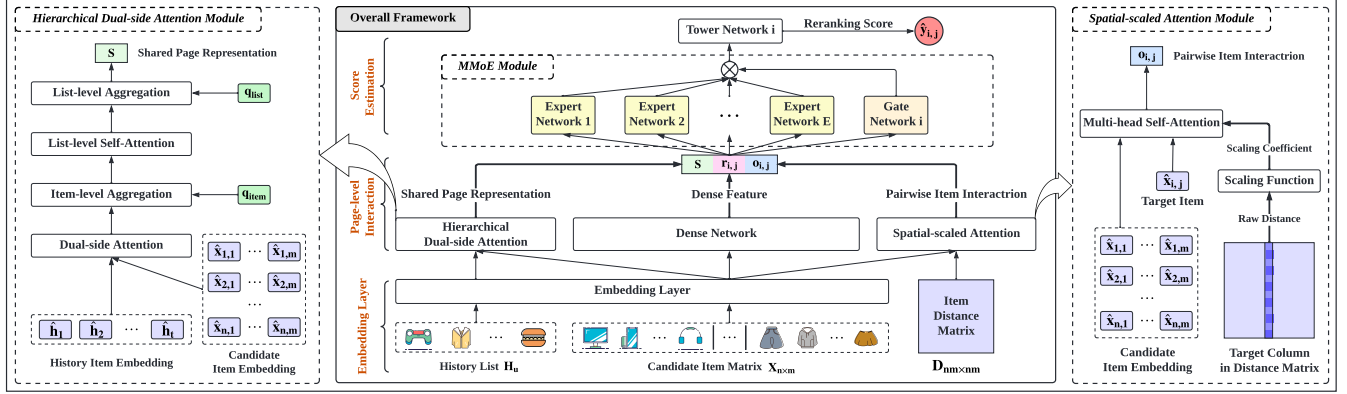 Hierarchical Dual-side Attention Module
S
Shared Page Representation
List-level Aggregation
q_list
List-level Self-Attention
Item-level Aggregation
q_item
Dual-side Attention
x̂_1,1 ... x̂_1,m
x̂_2,1 ... x̂_2,m
...
x̂_n,1 ... x̂_n,m
ĥ_1 ĥ_2 ... ĥ_t
History Item Embedding
Candidate
Item Embedding
Overall Framework
Score
Estimation
Page-level
Interaction
Embedding Layer
Tower Network i
Reranking Score
ŷ_i,j
MMoE Module
Expert
Network 1
Expert
Network 2
...
Expert
Network E
Gate
Network i
S r_i,j o_i,j
Shared Page Representation
Dense Feature
Pairwise Item Interactrion
Hierarchical
Dual-side Attention
Dense Network
Spatial-scaled Attention
Embedding Layer
...
... | | ...
Item
Distance
Matrix
History List H_u
Candidate Item Matrix X_n×m
D_nm×nm
Spatial-scaled Attention Module
o_i,j
Pairwise Item Interactrion
Multi-head Self-Attention
Scaling Coefficient
x̂_i,j
Target Item
Scaling Function
Raw Distance
x̂_1,1 ... x̂_1,m
x̂_2,1 ... x̂_2,m
...
x̂_n,1 ... x̂_n,m
Candidate
Item Embedding
Target Column
in Distance Matrix